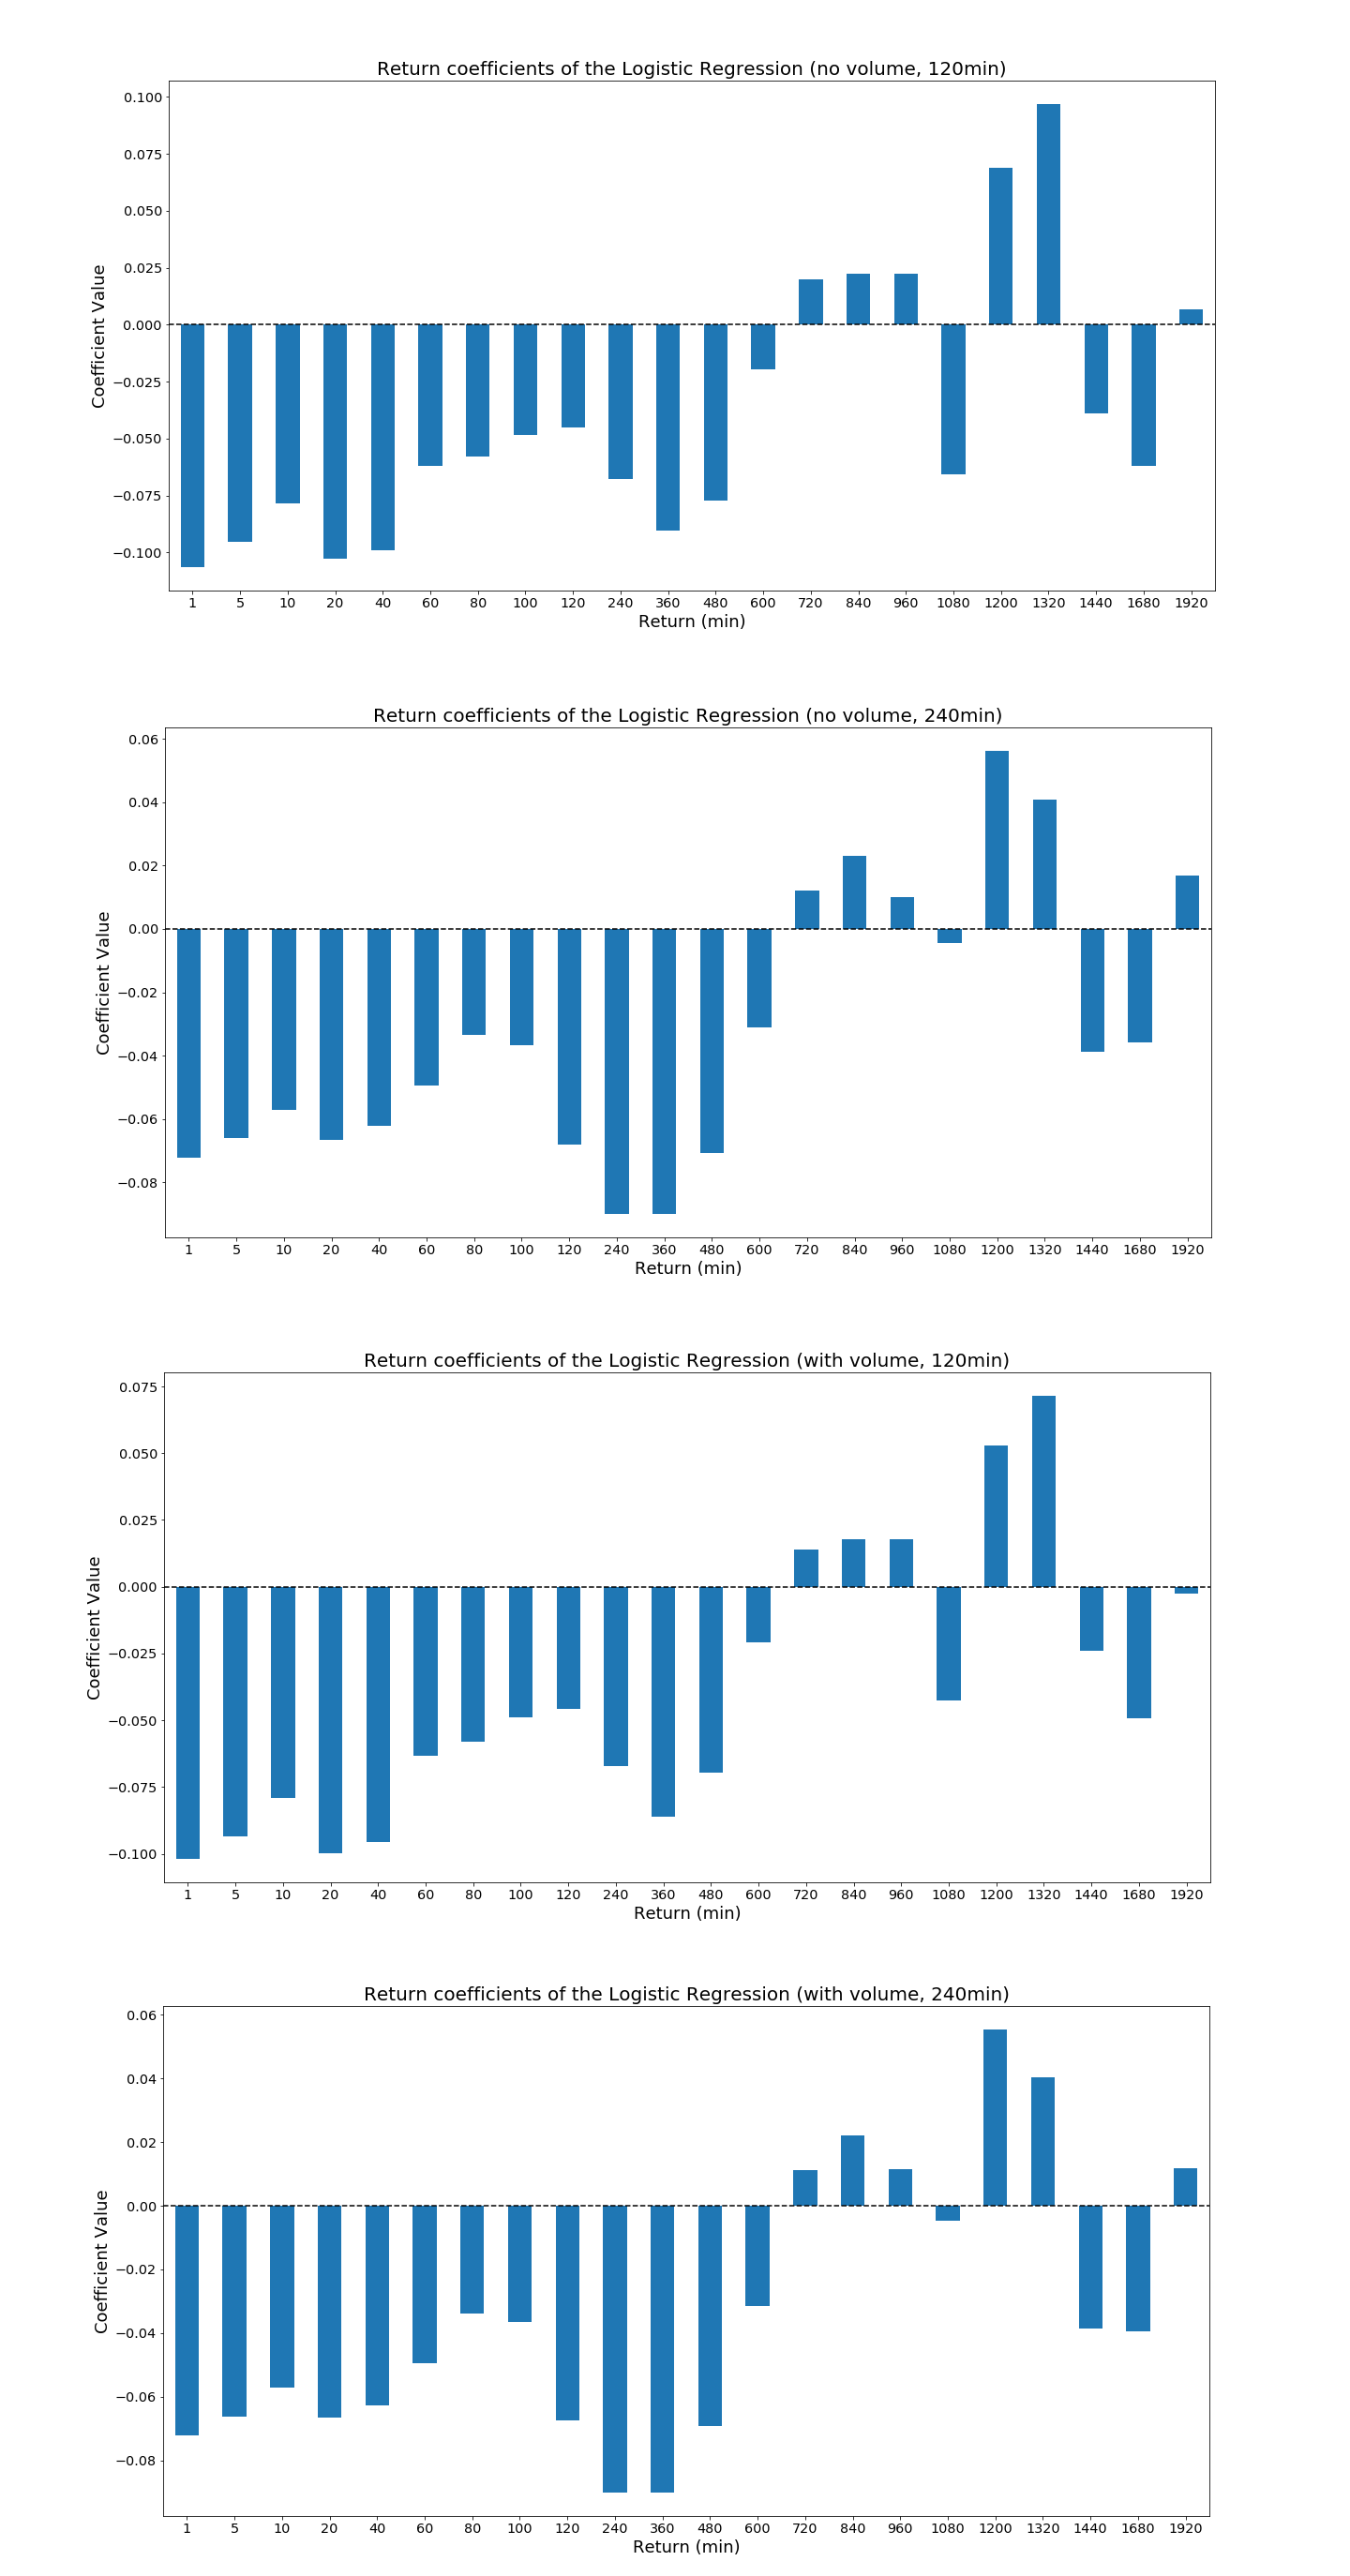 Return coefficients of the Logistic Regression (no volume, 120min)
0.100
0.075
0.050
0.025
0.000
−0.025
−0.050
−0.075
−0.100
Coefficient Value
1 5 10 20 40 60 80 100 120 240 360 480 600 720 840 960 1080 1200 1320 1440 1680 1920
Return (min)
Return coefficients of the Logistic Regression (no volume, 240min)
0.06
0.04
0.02
0.00
−0.02
−0.04
−0.06
−0.08
Coefficient Value
1 5 10 20 40 60 80 100 120 240 360 480 600 720 840 960 1080 1200 1320 1440 1680 1920
Return (min)
Return coefficients of the Logistic Regression (with volume, 120min)
0.075
0.050
0.025
0.000
−0.025
−0.050
−0.075
−0.100
Coefficient Value
1 5 10 20 40 60 80 100 120 240 360 480 600 720 840 960 1080 1200 1320 1440 1680 1920
Return (min)
Return coefficients of the Logistic Regression (with volume, 240min)
0.06
0.04
0.02
0.00
−0.02
−0.04
−0.06
−0.08
Coefficient Value
1 5 10 20 40 60 80 100 120 240 360 480 600 720 840 960 1080 1200 1320 1440 1680 1920
Return (min)